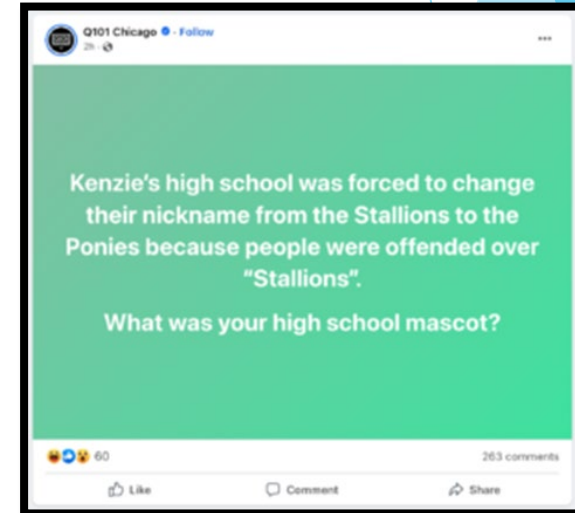 Q101 Chicago · Follow
2h ·
...
Kenzie's high school was forced to change
their nickname from the Stallions to the
Ponies because people were offended over
"Stallions".
What was your high school mascot?
60
263 comments
Like
Comment
Share